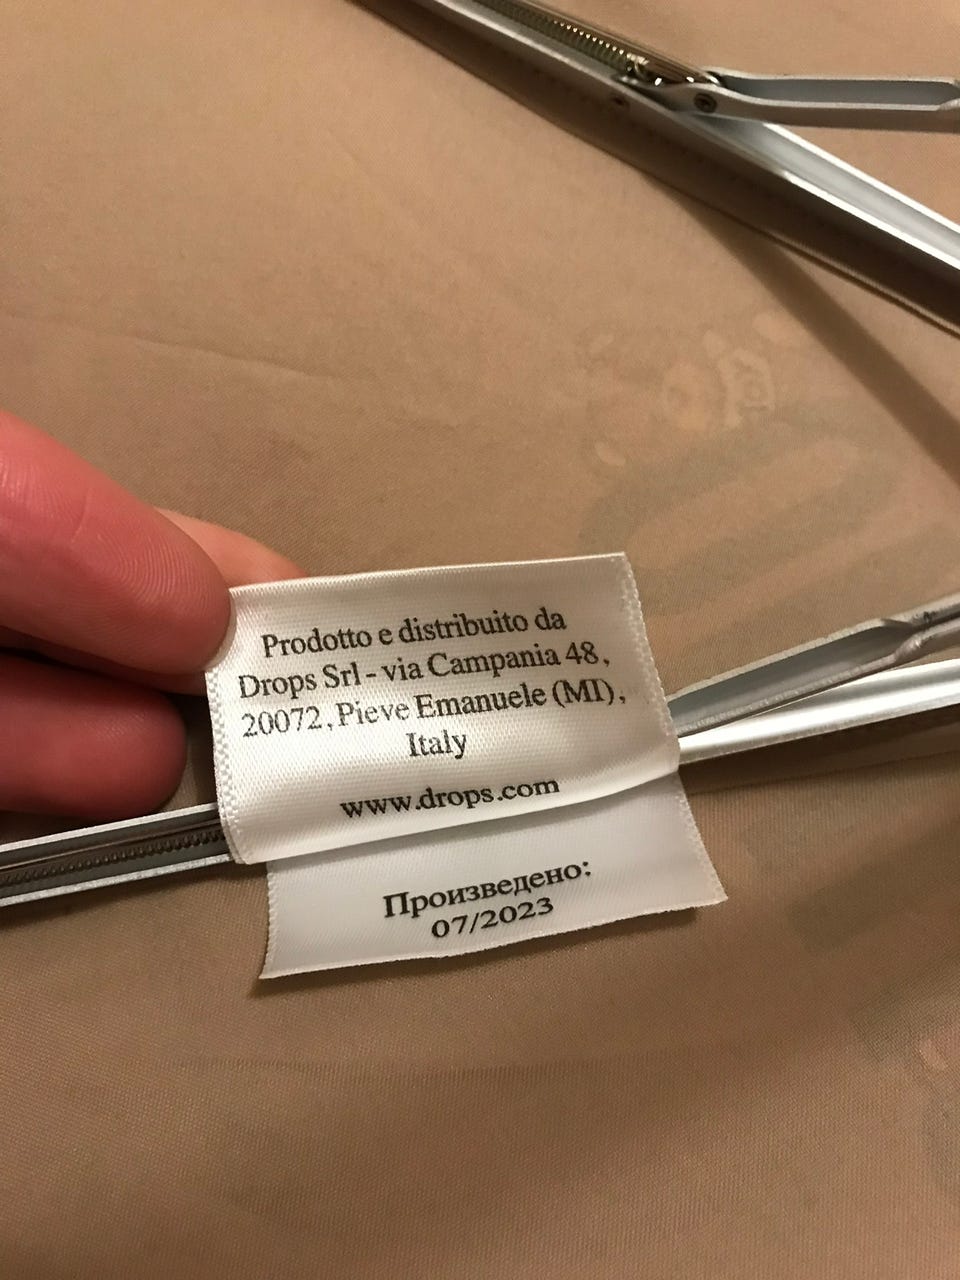 Prodotto e distribuito da
Drops Srl - via Campania 48,
20072, Pieve Emanuele (MI),
Italy
www.drops.com
Произведено:
07/2023